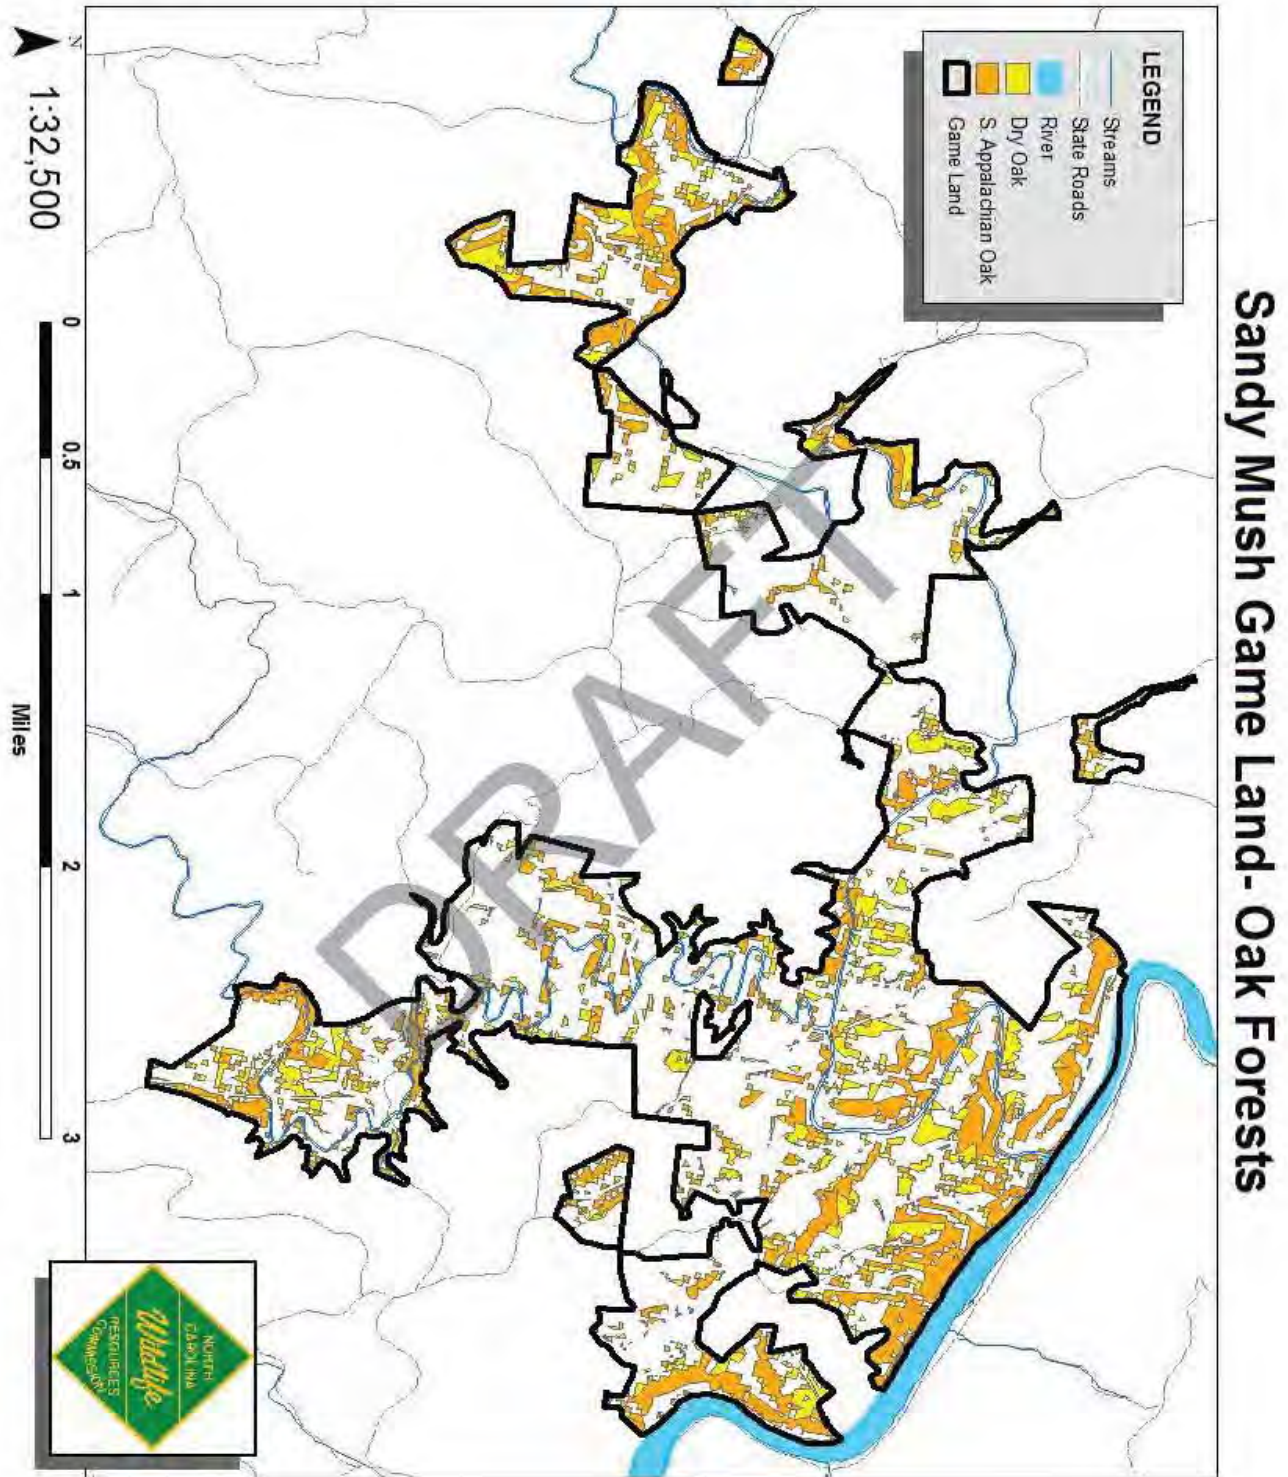 Sandy Mush Game Land- Oak Forests
LEGEND
Streams
State Roads
River
Dry Oak
S. Appalachian Oak
Game Land
DRAFT
N
1:32,500
0 0.5 1 2 3
Miles
NORTH
CAROLINA
Wildlife
RESOURCES
COMMISSION